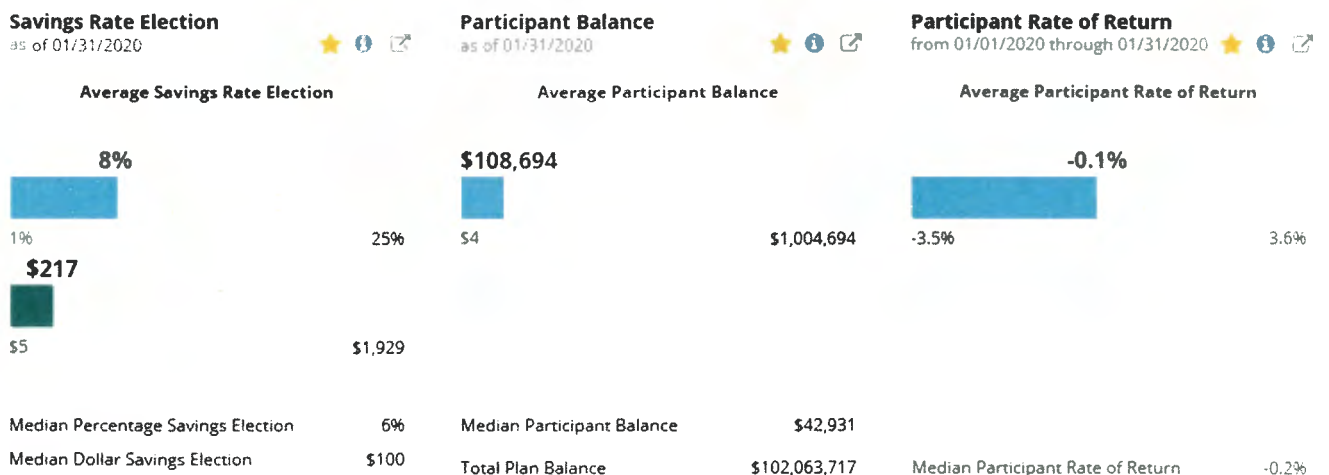 Savings Rate Election
as of 01/31/2020
Average Savings Rate Election
8%
1%
25%
$217
$5
$1,929
Median Percentage Savings Election 6%
Median Dollar Savings Election $100
Participant Balance
as of 01/31/2020
Average Participant Balance
$108,694
$4
$1,004,694
Median Participant Balance $42,931
Total Plan Balance $102,063,717
Participant Rate of Return
from 01/01/2020 through 01/31/2020
Average Participant Rate of Return
-0.1%
-3.5%
3.6%
Median Participant Rate of Return -0.2%